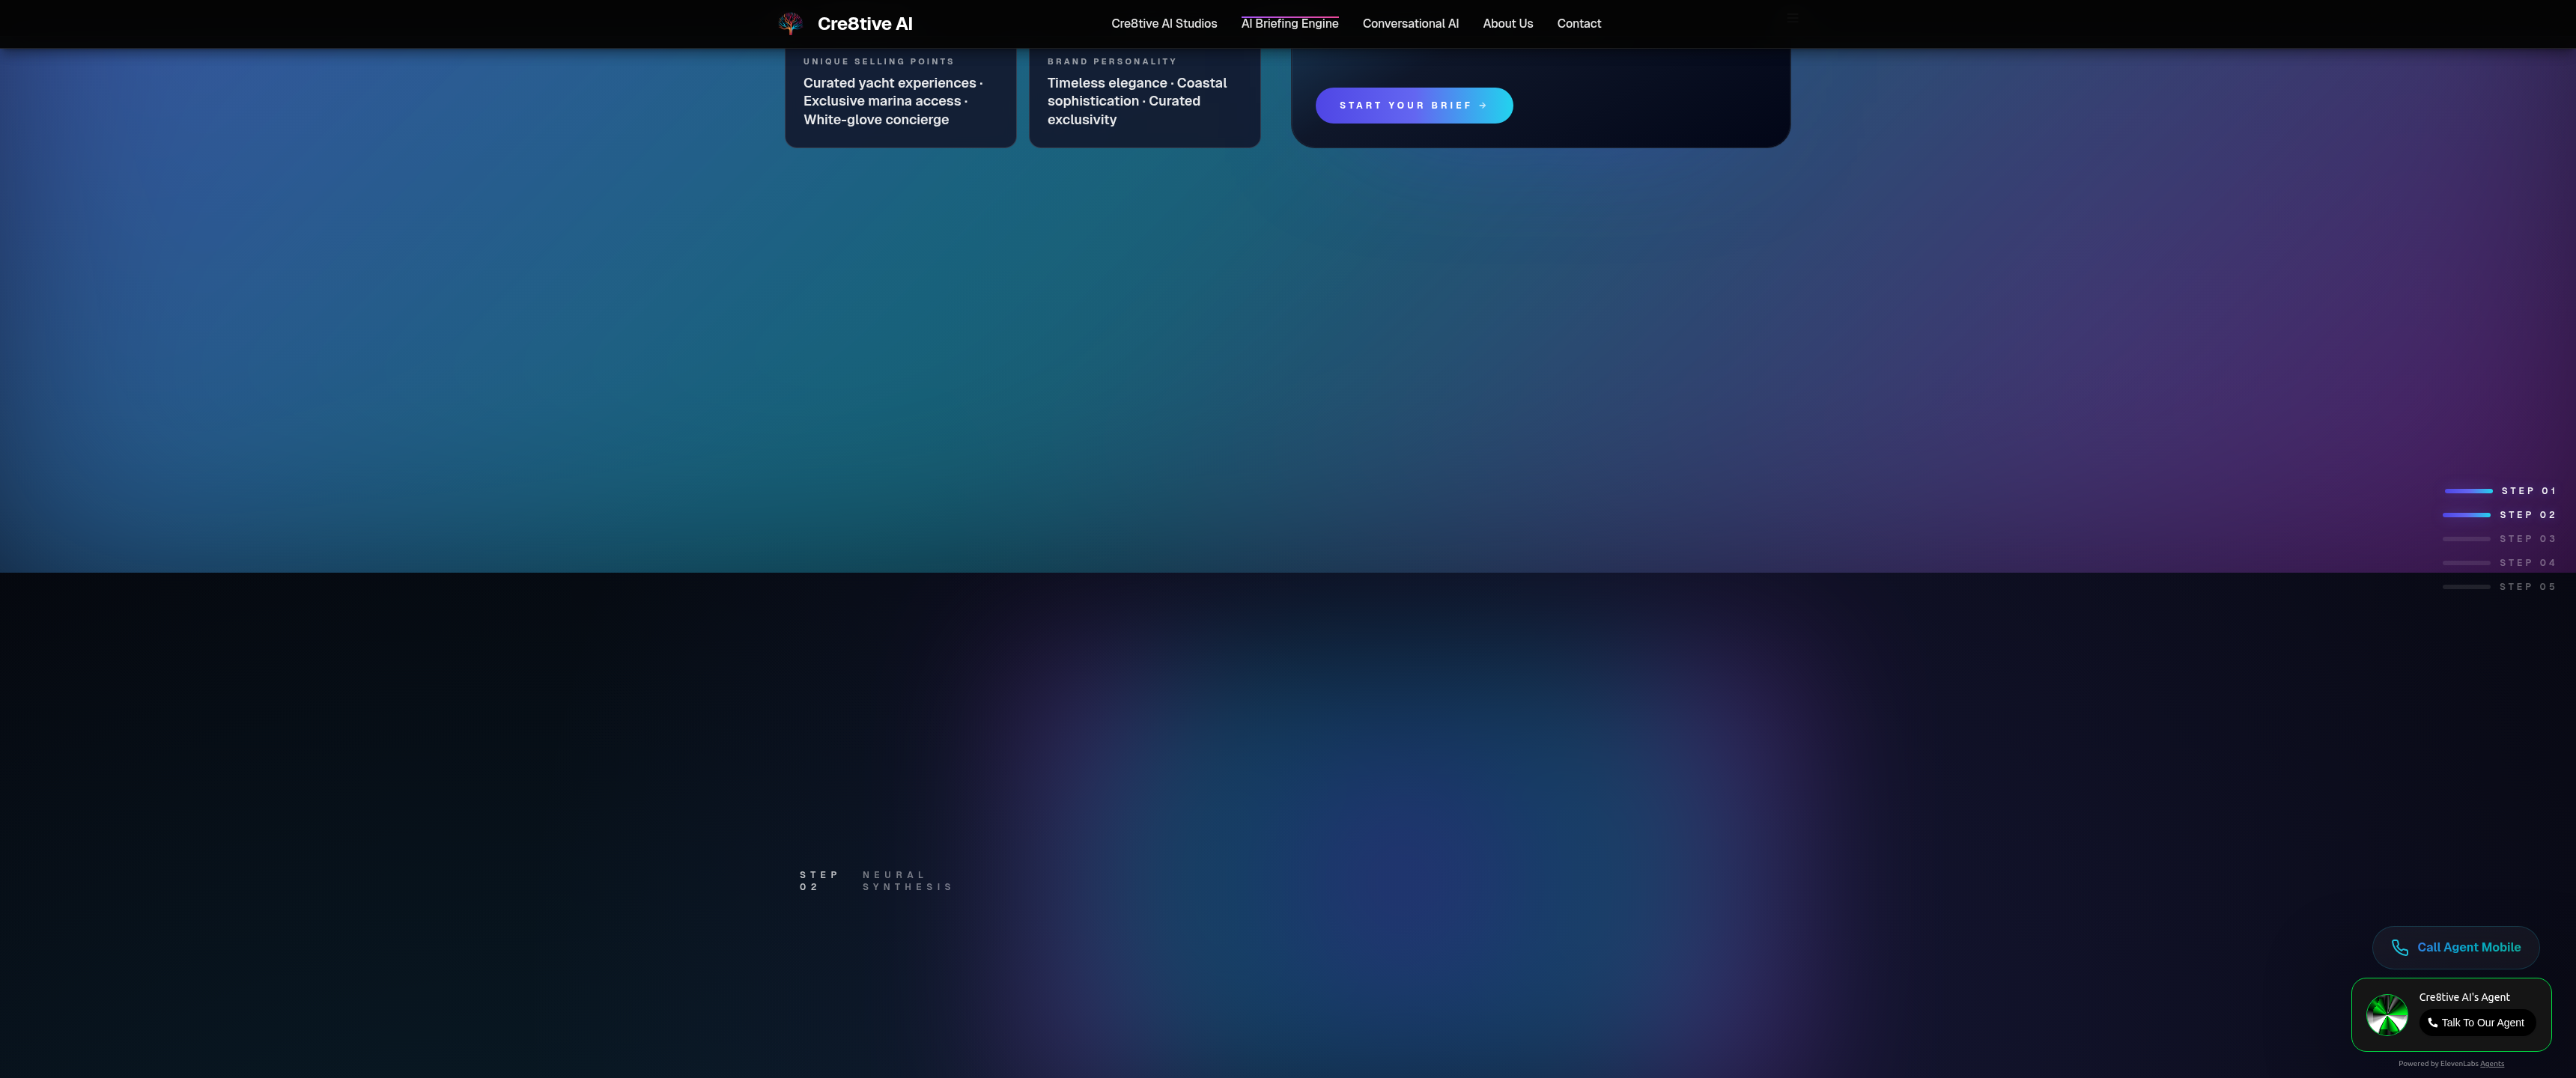 Cre8tive AI
Cre8tive AI Studios
AI Briefing Engine
Conversational AI
About Us
Contact
UNIQUE SELLING POINTS
Curated yacht experiences ·
Exclusive marina access ·
White-glove concierge
BRAND PERSONALITY
Timeless elegance · Coastal
sophistication · Curated
exclusivity
START YOUR BRIEF →
STEP 01
STEP 02
STEP 03
STEP 04
STEP 05
STEP
02
NEURAL
SYNTHESIS
Call Agent Mobile
Cre8tive AI's Agent
Talk To Our Agent
Powered by ElevenLabs Agents